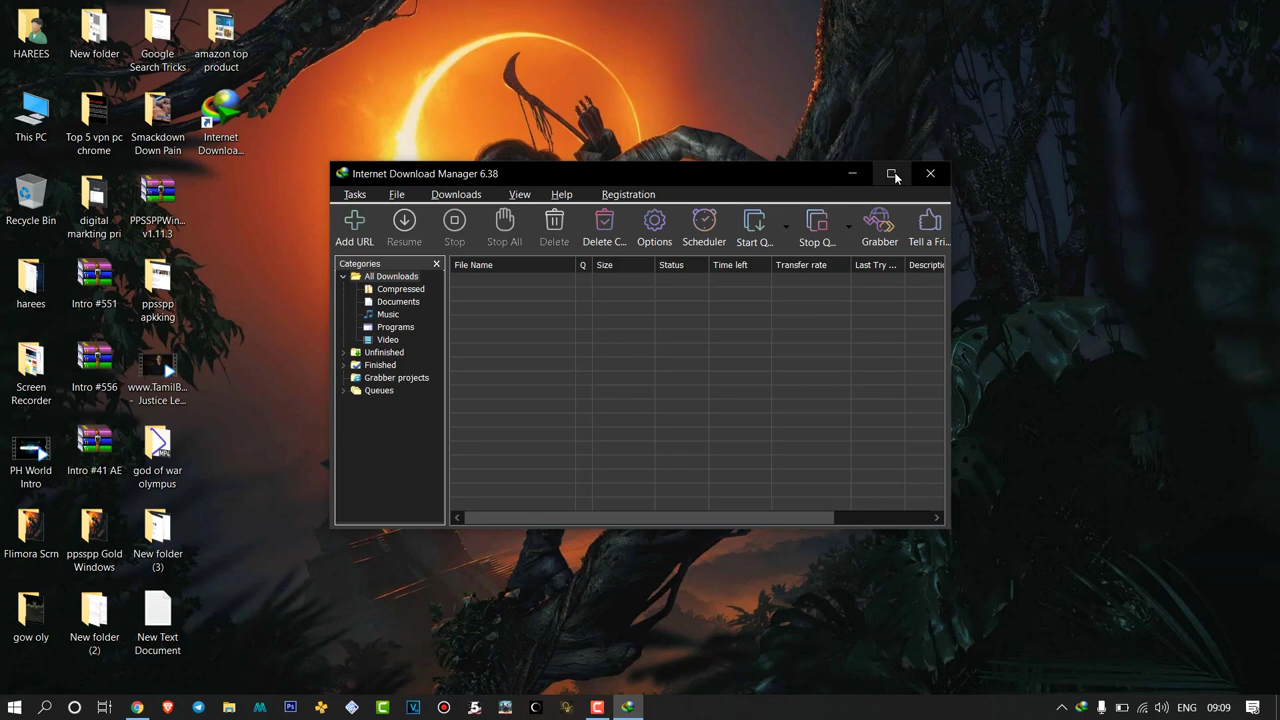 HAREES
New folder
Google
Search Tricks
amazon top
product
This PC
Top 5 vpn pc
chrome
Smackdown
Down Pain
Internet
Downloa...
Recycle Bin
digital
markting pri
PPSSPPWin...
v1.11.3
harees
Intro #551
ppsspp
apkking
Screen
Recorder
Intro #556
www.TamilB...
- Justice Le...
PH World
Intro
Intro #41 AE
god of war
olympus
Flimora Scrn
ppsspp Gold
Windows
New folder
(3)
gow oly
New folder
(2)
New Text
Document
Internet Download Manager 6.38
Tasks File Downloads View Help Registration
Add URL Resume Stop Stop All Delete Delete C... Options Scheduler Start Q... Stop Q... Grabber Tell a Fri...
Categories
All Downloads
Compressed
Documents
Music
Programs
Video
Unfinished
Finished
Grabber projects
Queues
File Name Q Size Status Time left Transfer rate Last Try ... Descripti
ENG 09:09